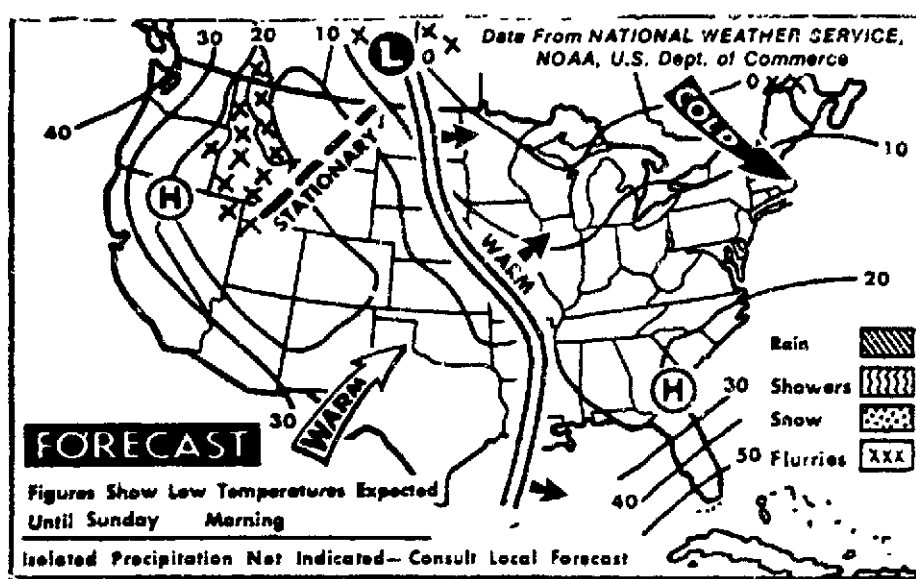 30 20 10 0
Data From NATIONAL WEATHER SERVICE,
NOAA, U.S. Dept. of Commerce
L
0
COLD
40
10
STATIONARY
H
WARM
20
Rain
H
30
Showers
30
WARM
Snow
FORECAST
50
Flurries XXX
40
Figures Show Low Temperatures Expected
Until Sunday Morning
Isolated Precipitation Not Indicated— Consult Local Forecast